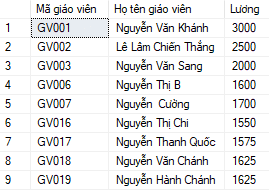 Mã giáo viên Họ tên giáo viên Lương
1 GV001 Nguyễn Văn Khánh 3000
2 GV002 Lê Lâm Chiến Thắng 2500
3 GV003 Nguyễn Văn Sang 2000
4 GV006 Nguyễn Thị B 1600
5 GV007 Nguyễn Cường 1700
6 GV016 Nguyễn Thị Chi 1550
7 GV017 Nguyễn Thanh Quốc 1575
8 GV018 Nguyễn Văn Chánh 1625
9 GV019 Nguyễn Hành Chánh 1625